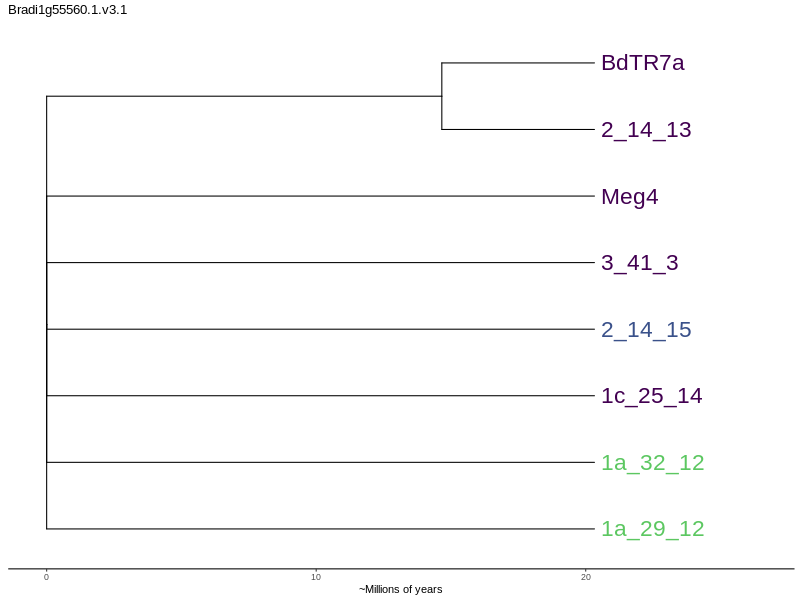 Bradi1g55560.1.v3.1
BdTR7a
2_14_13
Meg4
3_41_3
2_14_15
1c_25_14
1a_32_12
1a_29_12
0 10 20
~Millions of years